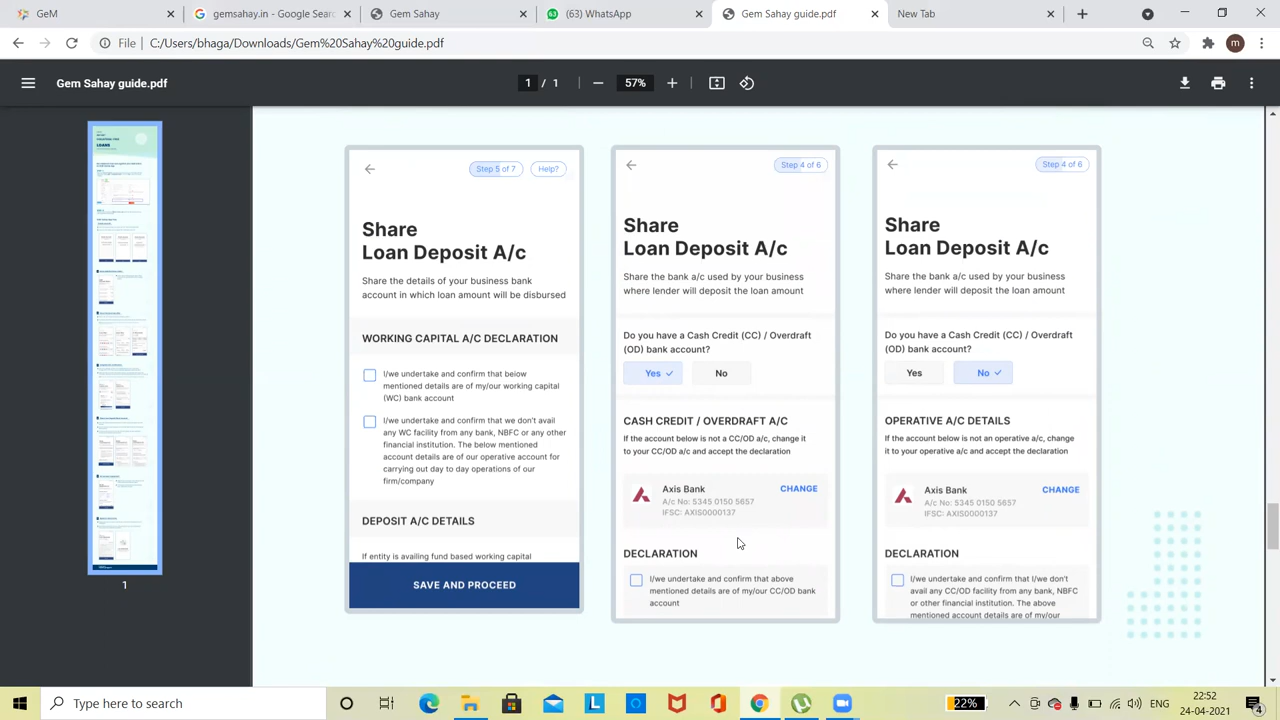 GeM
gemsahay.in - Google
GeM
(63) WhatsApp
Gem Sahay guide.pdf
New Tab
File
C:/Users/bhaga/Downloads/Gem%20Sahay%20guide.pdf
m
Gem Sahay guide.pdf
1 / 1
57%
1
Step 5 of 7
Help?
Share
Loan Deposit A/c
Share the details of your business bank
account in which loan amount will be disbursed
WORKING CAPITAL A/C DECLARATION
I/we undertake and confirm that below
mentioned details are of my/our working capital
(WC) bank account
I/we undertake and confirm that we don't
any WC facility from any bank, NBFC or any other
financial institution. The below mentioned
account details are of our operative account for
carrying out day to day operations of our
firm/company
DEPOSIT A/C DETAILS
If entity is availing fund based working capital
SAVE AND PROCEED
Step 4 of 6
Share
Loan Deposit A/c
Share the bank a/c used by your business
where lender will deposit the loan amount
Do you have a Cash Credit (CC) / Overdraft
(OD) bank account?
Yes
No
CASH CREDIT / OVERDRAFT A/C
If the account below is not a CC/OD a/c, change it
to your CC/OD a/c and accept the declaration
Axis Bank
A/c No: 5345 0150 5657
IFSC: AXIS0000137
CHANGE
DECLARATION
I/we undertake and confirm that above
mentioned details are of my/our CC/OD bank
account
Step 4 of 6
Share
Loan Deposit A/c
Share the bank a/c used by your business
where lender will deposit the loan amount
Do you have a Cash Credit (CC) / Overdraft
(OD) bank account?
Yes
No
OPERATIVE A/C DETAILS
If the account below is not an operative a/c, change
it to your operative a/c and accept the declaration
Axis Bank
A/c No: 5345 0150 5657
IFSC: AXIS0000137
CHANGE
DECLARATION
I/we undertake and confirm that I/we don't
avail any CC/OD facility from any bank, NBFC
or other financial institution. The above
mentioned account details are of my/our
Type here to search
L
22%
22:52
24-04-2021
4